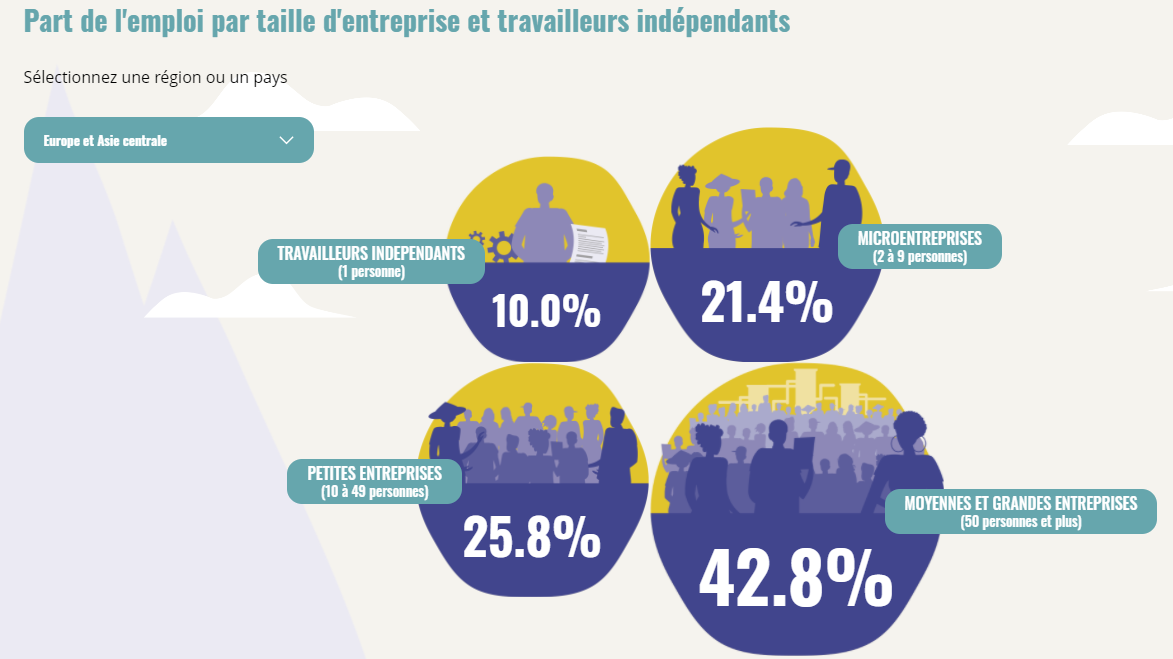 Part de l'emploi par taille d'entreprise et travailleurs indépendants
Sélectionnez une région ou un pays
Europe et Asie centrale
TRAVAILLEURS INDEPENDANTS
(1 personne)
10.0%
MICROENTREPRISES
(2 à 9 personnes)
21.4%
PETITES ENTREPRISES
(10 à 49 personnes)
25.8%
MOYENNES ET GRANDES ENTREPRISES
(50 personnes et plus)
42.8%